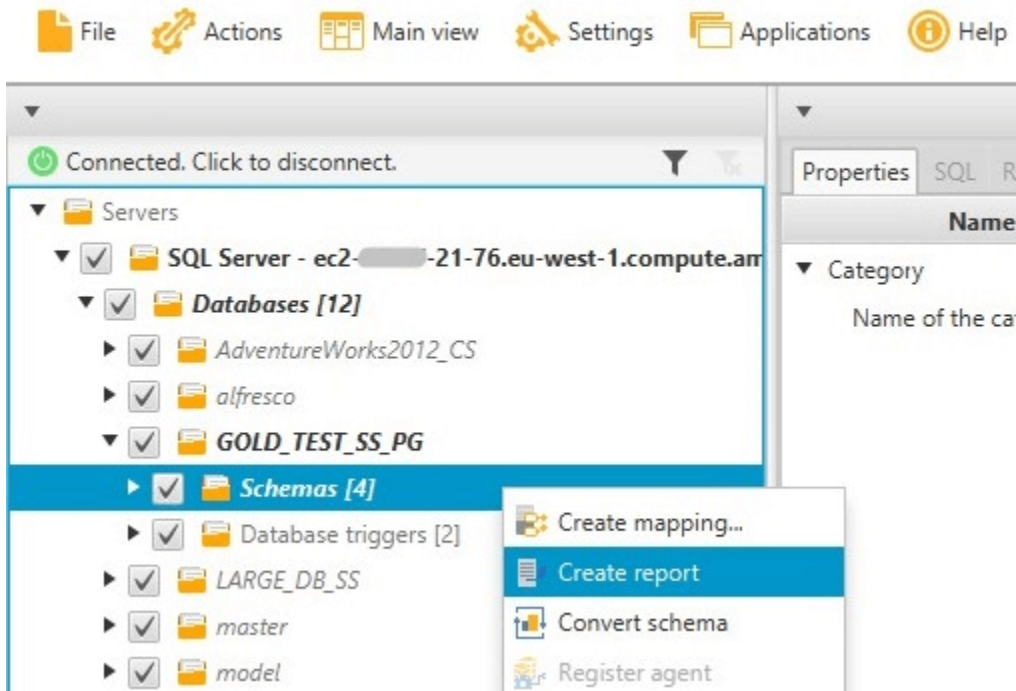 File Actions Main view Settings Applications Help
Connected. Click to disconnect.
Servers
SQL Server - ec2- -21-76.eu-west-1.compute.am
Databases [12]
AdventureWorks2012_CS
alfresco
GOLD_TEST_SS_PG
Schemas [4]
Database triggers [2]
LARGE_DB_SS
master
model
Create mapping...
Create report
Convert schema
Register agent
Properties SQL R
Name
Category
Name of the cat